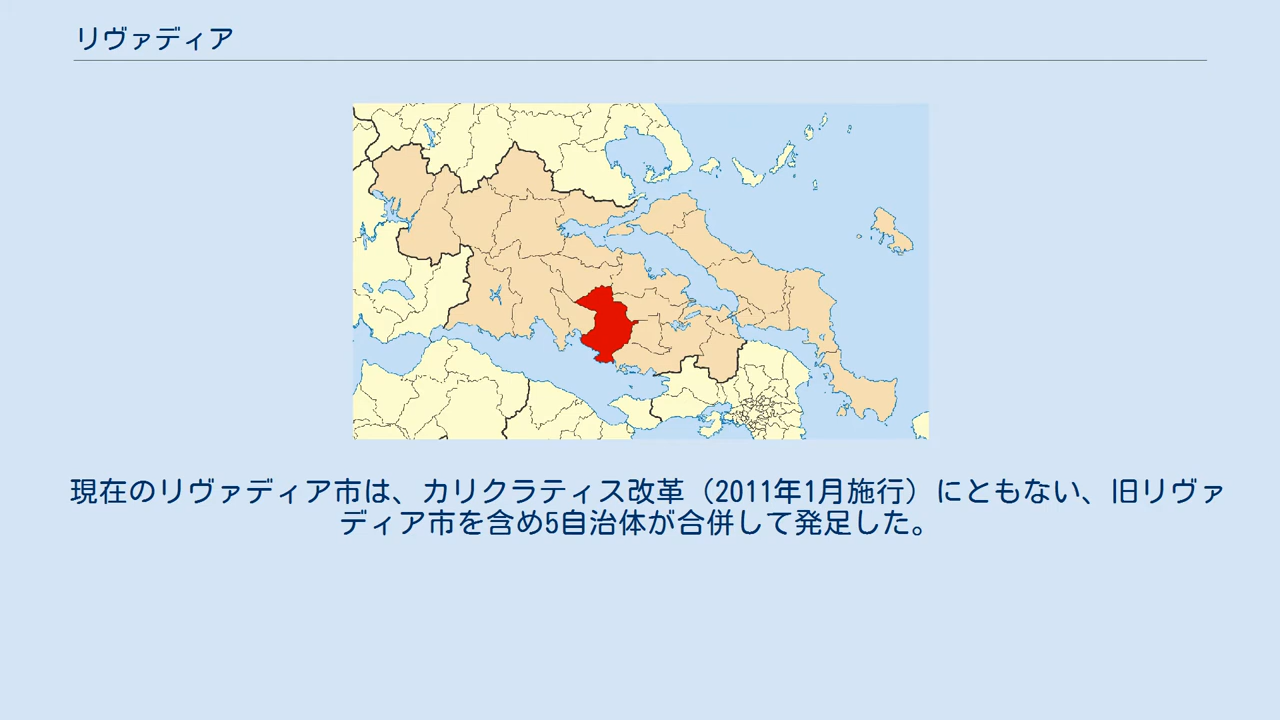 リヴァディア
現在のリヴァディア市は、カリクラティス改革（2011年1月施行）にともない、旧リヴァ
ディア市を含め5自治体が合併して発足した。